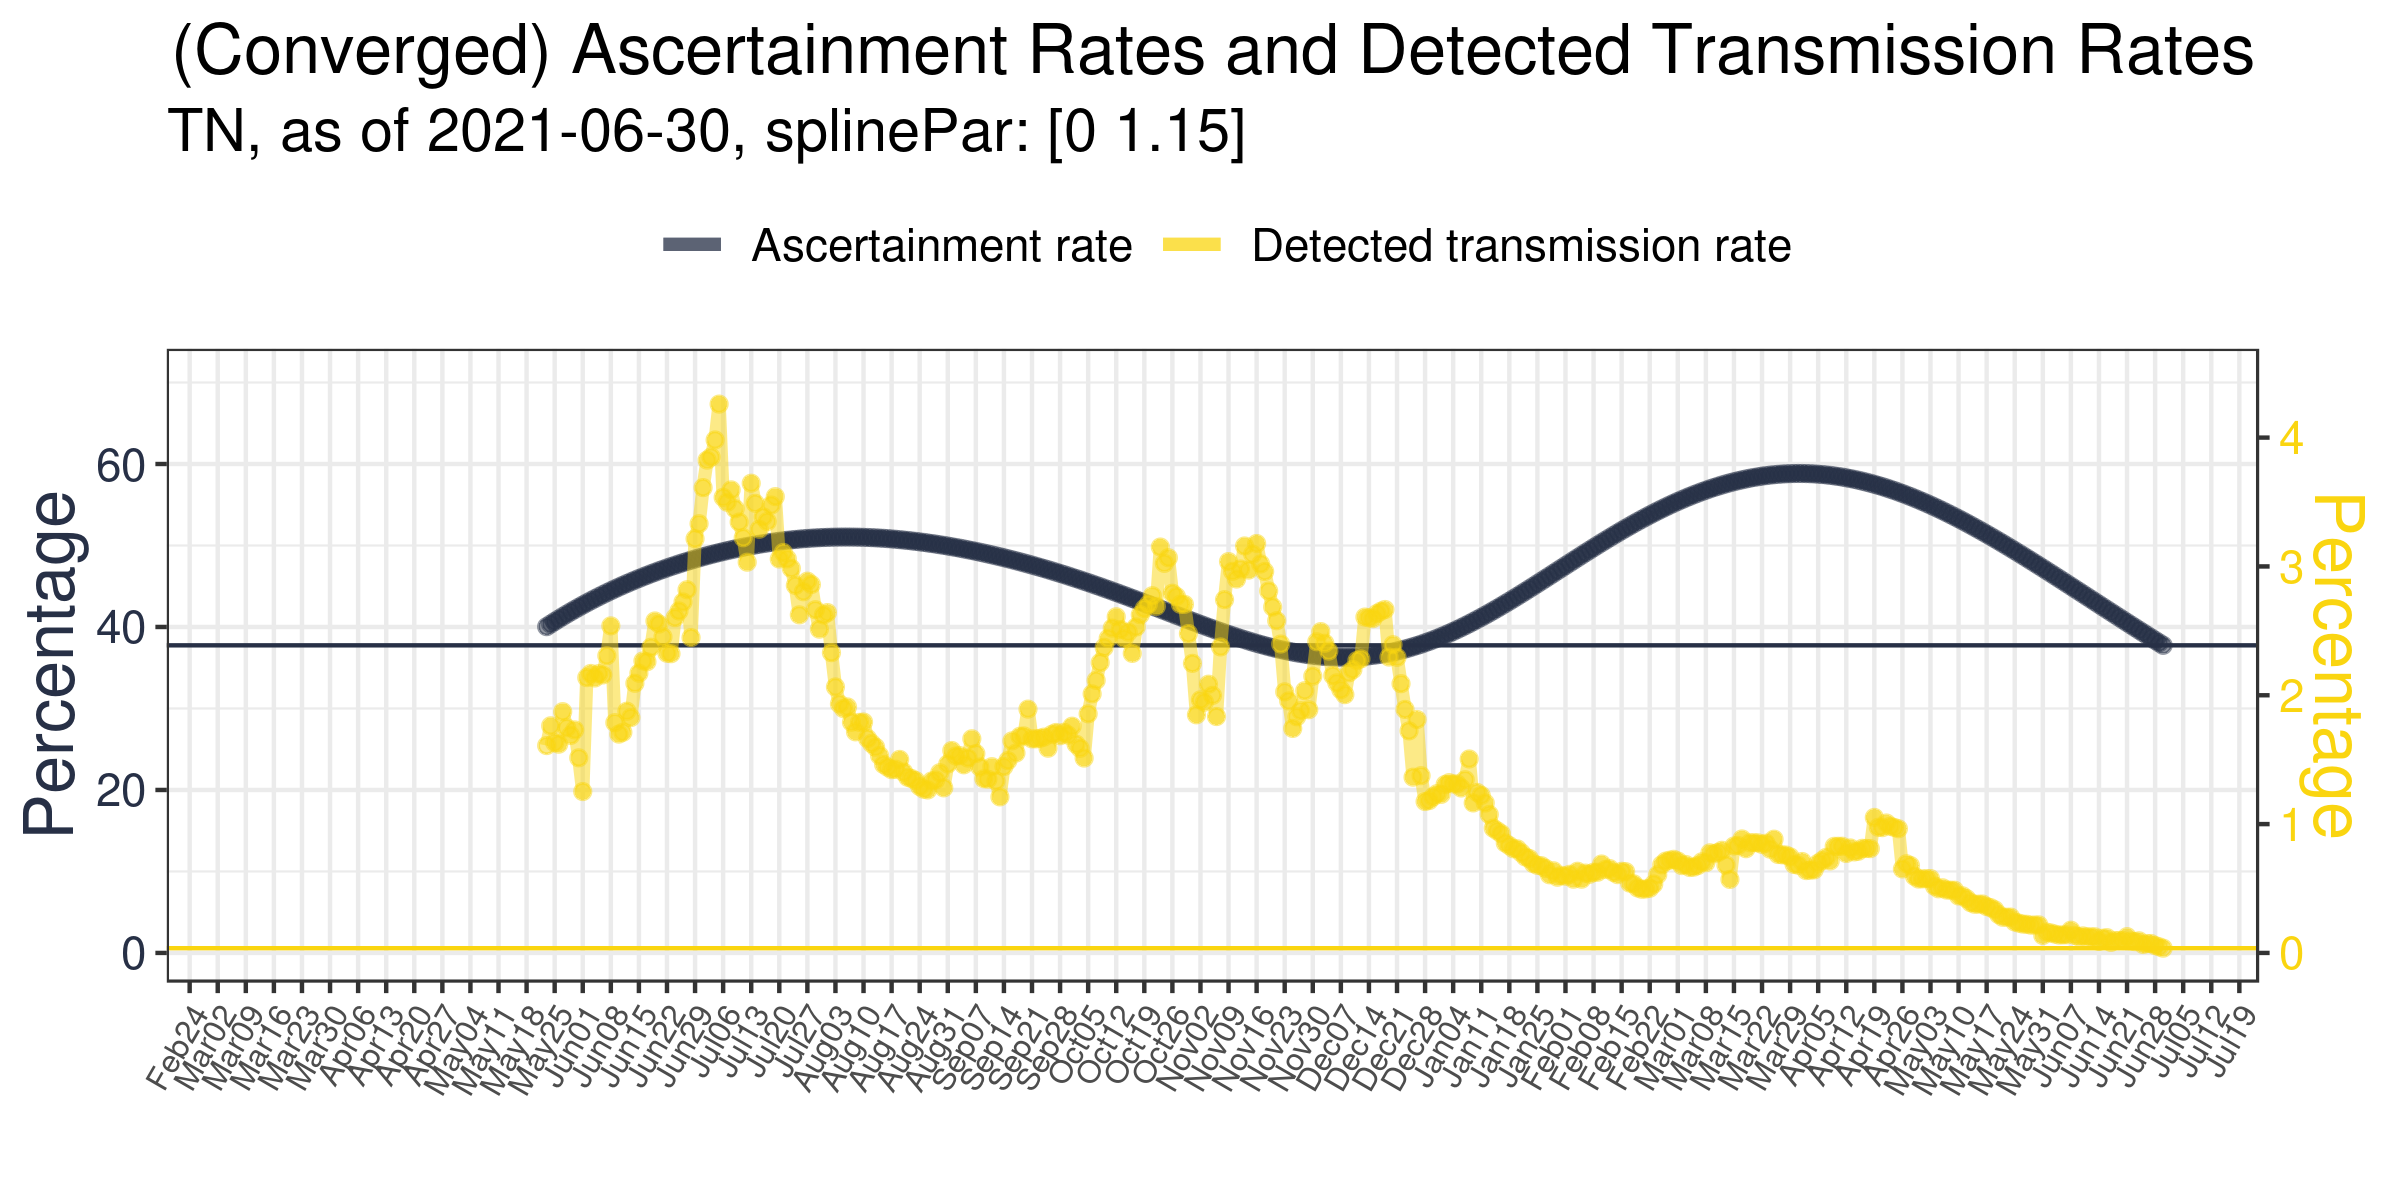 (Converged) Ascertainment Rates and Detected Transmission Rates
TN, as of 2021-06-30, splinePar: [0 1.15]
Ascertainment rate
Detected transmission rate
Percentage
60
40
20
0
4
3
2
1
0
Percentage
Feb24
Mar02
Mar09
Mar16
Mar23
Mar30
Apr06
Apr13
Apr20
Apr27
May04
May11
May18
May25
Jun01
Jun08
Jun15
Jun22
Jun29
Jul06
Jul13
Jul20
Jul27
Aug03
Aug10
Aug17
Aug24
Aug31
Sep07
Sep14
Sep21
Sep28
Oct05
Oct12
Oct19
Oct26
Nov02
Nov09
Nov16
Nov23
Nov30
Dec07
Dec14
Dec21
Dec28
Jan04
Jan11
Jan18
Jan25
Feb01
Feb08
Feb15
Feb22
Mar01
Mar08
Mar15
Mar22
Mar29
Apr05
Apr12
Apr19
Apr26
May03
May10
May17
May24
May31
Jun07
Jun14
Jun21
Jun28
Jul05
Jul12
Jul19